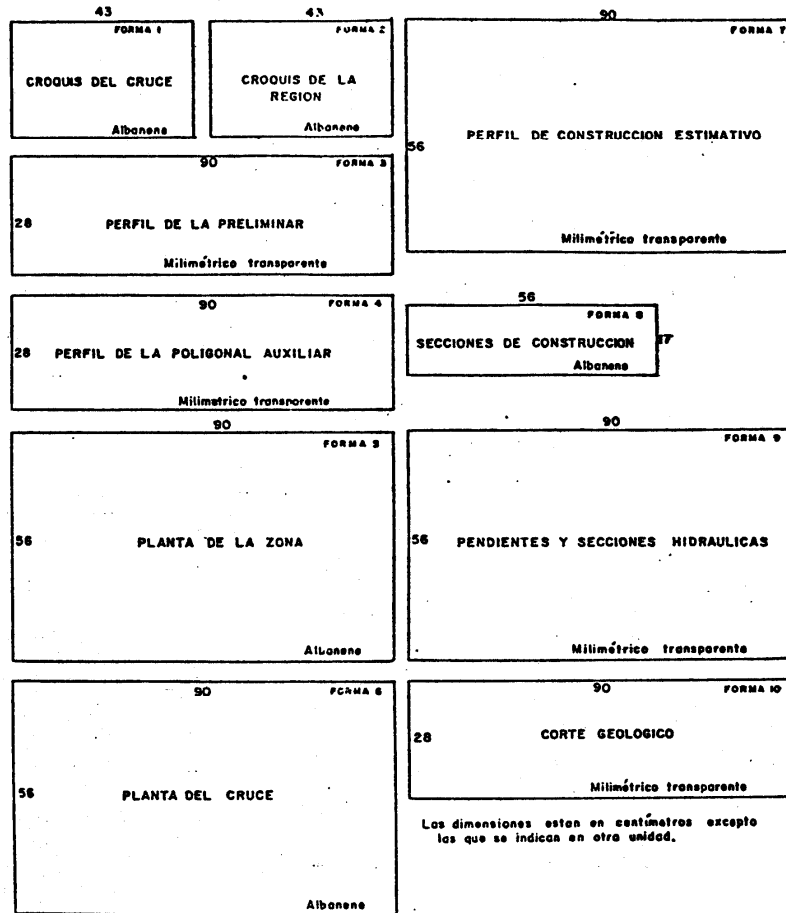 43
FORMA 1
CROQUIS DEL CRUCE
Albanene
43
FORMA 2
CROQUIS DE LA
REGION
Albanene
90
FORMA 3
28
PERFIL DE LA PRELIMINAR
Milimétrico transparente
90
FORMA 4
28
PERFIL DE LA POLIGONAL AUXILIAR
Milimetrico transparente
90
FORMA 5
56
PLANTA DE LA ZONA
Albanene
90
FORMA 6
56
PLANTA DEL CRUCE
Albanene
90
FORMA 7
56
PERFIL DE CONSTRUCCION ESTIMATIVO
Milimétrico transparente
56
FORMA 8
SECCIONES DE CONSTRUCCION
17
Albanene
90
FORMA 9
56
PENDIENTES Y SECCIONES HIDRAULICAS
Milimétrico transparente
90
FORMA 10
28
CORTE GEOLOGICO
Milimétrico transparente
Las dimensiones estan en centímetros excepto
las que se indican en otra unidad.